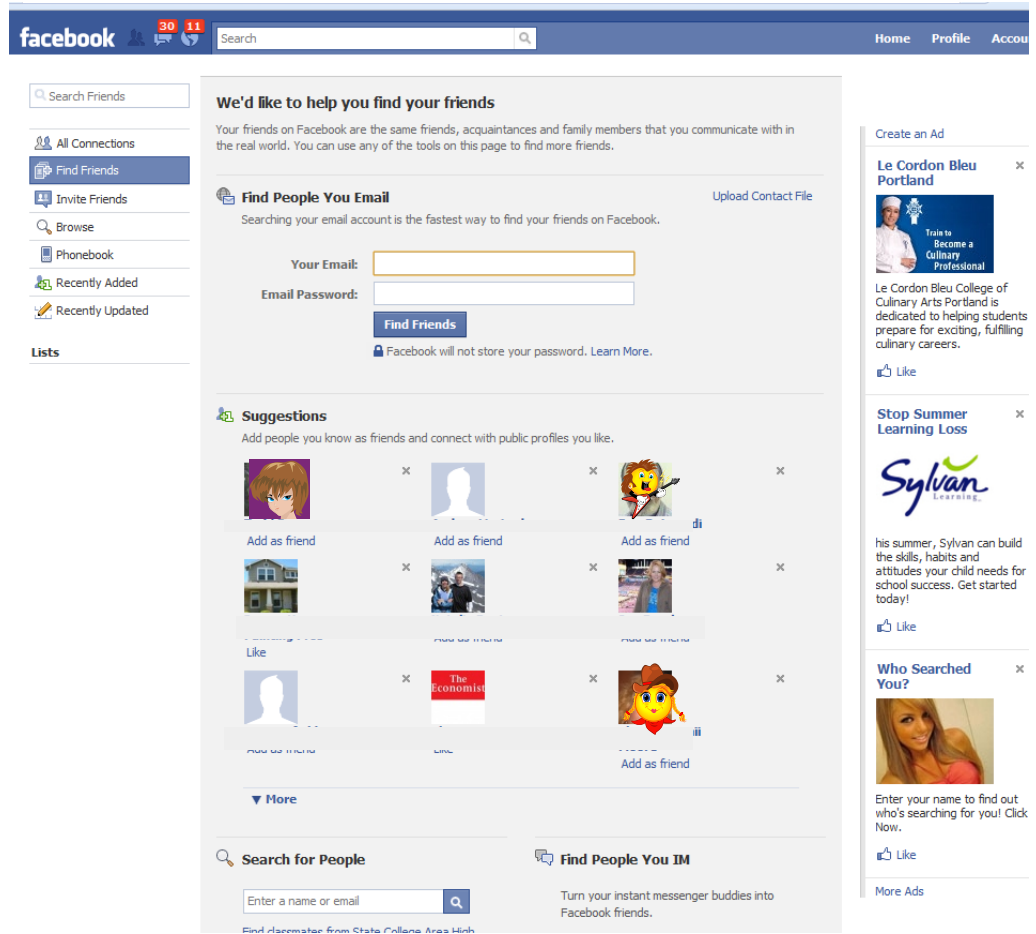 facebook
30 11
Search
Home Profile
Search Friends
All Connections
Find Friends
Invite Friends
Browse
Phonebook
Recently Added
Recently Updated
Lists
We'd like to help you find your friends
Your friends on Facebook are the same friends, acquaintances and family members that you communicate with in
the real world. You can use any of the tools on this page to find more friends.
Find People You Email
Upload Contact File
Searching your email account is the fastest way to find your friends on Facebook.
Your Email:
Email Password:
Find Friends
Facebook will not store your password. Learn More.
Suggestions
Add people you know as friends and connect with public profiles you like.
Add as friend Add as friend Add as friend
Like
The
Economist
Add as friend
More
Search for People
Enter a name or email
Find classmates from State College Area High
Find People You IM
Turn your instant messenger buddies into
Facebook friends.
Create an Ad
Le Cordon Bleu
Portland
Train to
Become a
Culinary
Professional
Le Cordon Bleu College of
Culinary Arts Portland is
dedicated to helping students
prepare for exciting, fulfilling
culinary careers.
Like
Stop Summer
Learning Loss
Sylvan
Learning
his summer, Sylvan can build
the skills, habits and
attitudes your child needs for
school success. Get started
today!
Like
Who Searched
You?
Enter your name to find out
who's searching for you! Click
Now.
Like
More Ads